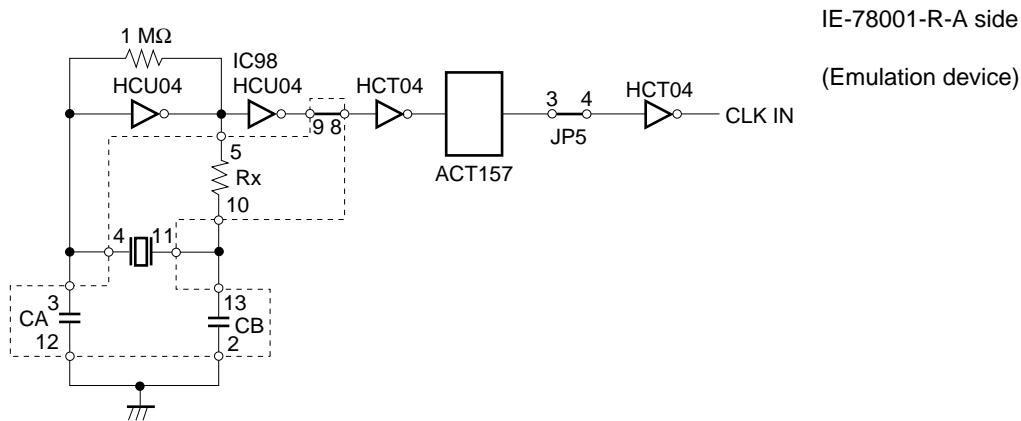 IE-78001-R-A side
(Emulation device)
1 MΩ
IC98
HCU04
HCU04
HCT04
HCT04
3
4
9
8
CLK IN
JP5
ACT157
5
Rx
10
4
11
3
13
CA
CB
12
2